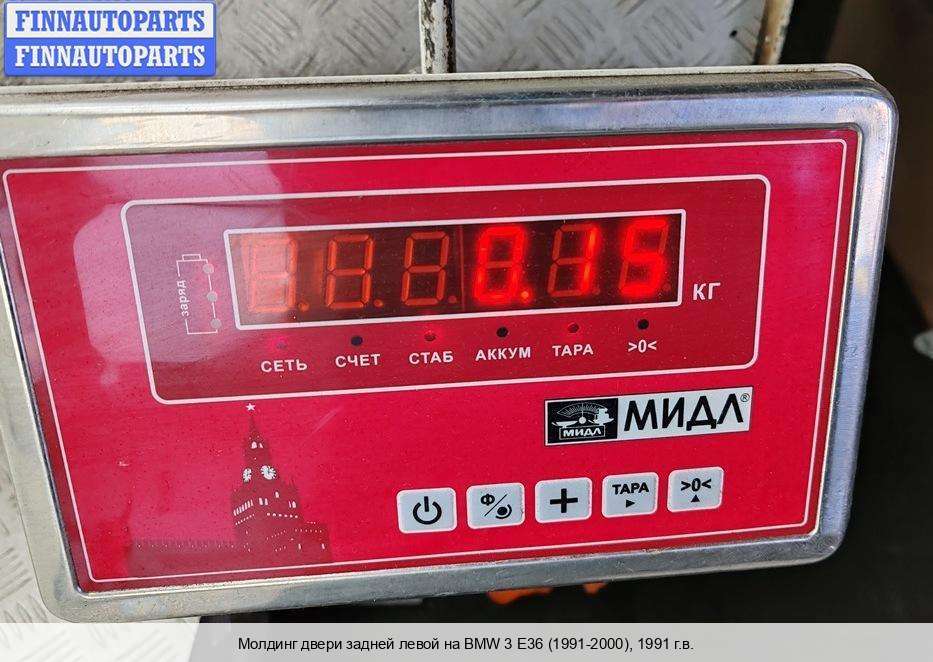 FINNAUTOPARTS
FINNAUTOPARTS
заряд
0.15
КГ
СЕТЬ СЧЕТ СТАБ АККУМ ТАРА >0<
МИДЛ МИДЛ®
Ф ТАРА >0<
Молдинг двери задней левой на BMW 3 E36 (1991-2000), 1991 г.в.